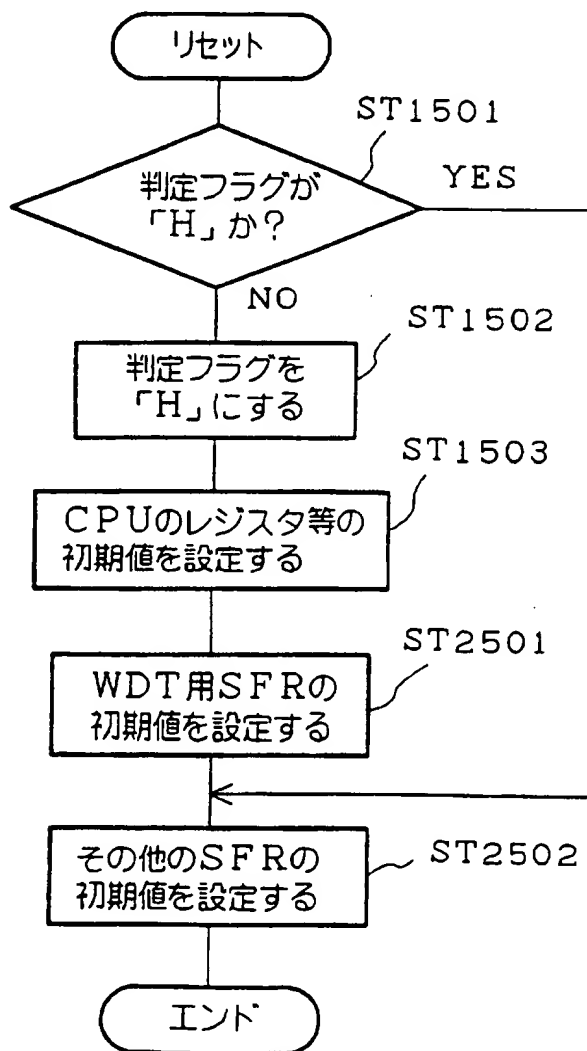 リセット
ST1501
判定フラグが
「H」か?
YES
NO
ST1502
判定フラグを
「H」にする
ST1503
CPUのレジスタ等の
初期値を設定する
ST2501
WDT用SFRの
初期値を設定する
ST2502
その他のSFRの
初期値を設定する
エンド